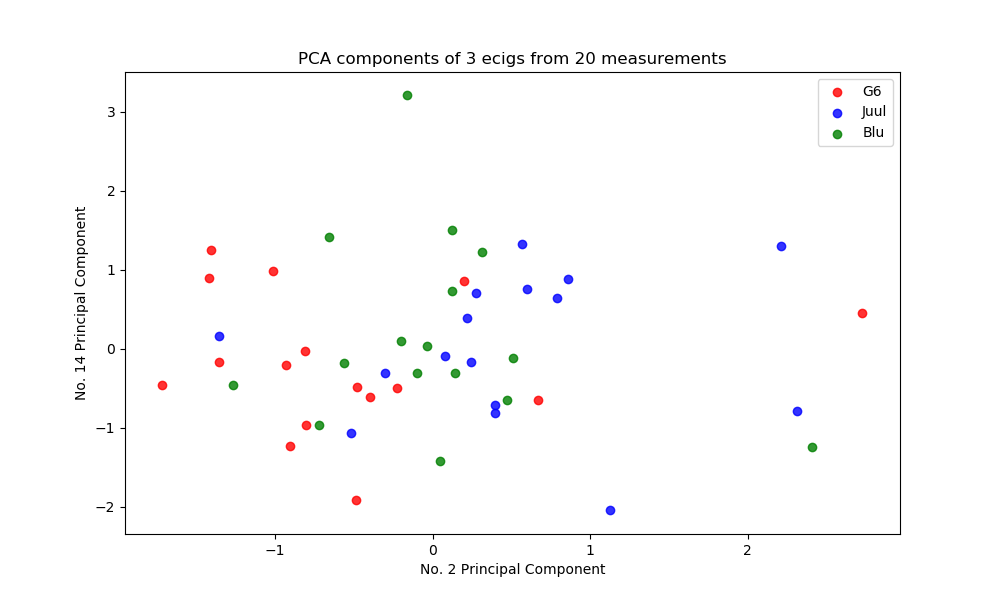 PCA components of 3 ecigs from 20 measurements
G6
Juul
Blu
3
2
1
0
−1
−2
No. 14 Principal Component
−1
0
1
2
No. 2 Principal Component